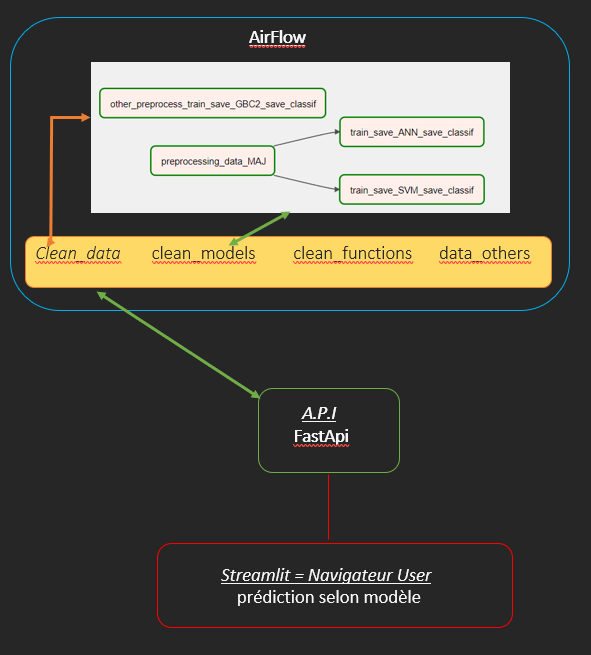 AirFlow
other_preprocess_train_save_GBC2_save_classif
train_save_ANN_save_classif
preprocessing_data_MAJ
train_save_SVM_save_classif
Clean_data clean_models clean_functions data_others
A.P.I
FastApi
Streamlit = Navigateur User
prédiction selon modèle